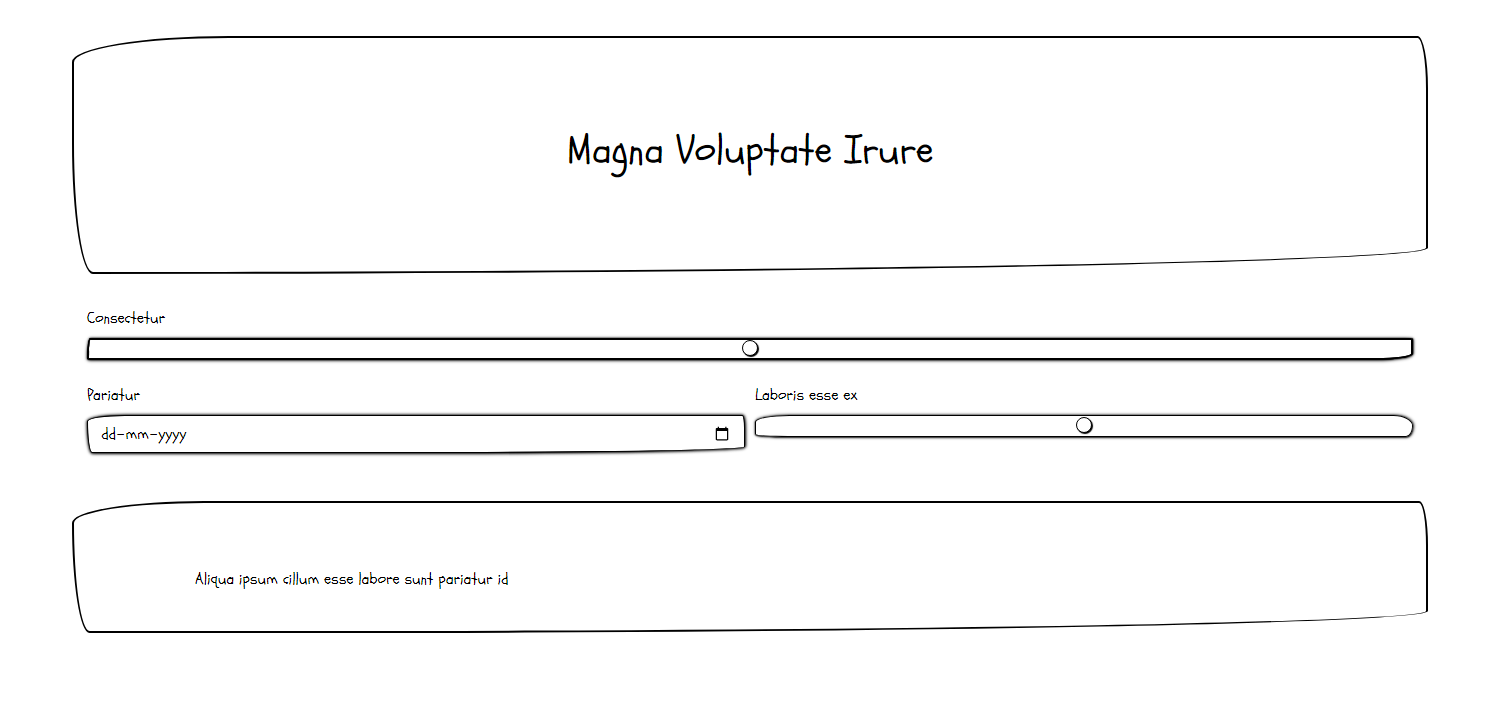 Magna Voluptate Irure
Consectetur
Pariatur
Laboris esse ex
dd-mm-yyyy
Aliqua ipsum cillum esse labore sunt pariatur id